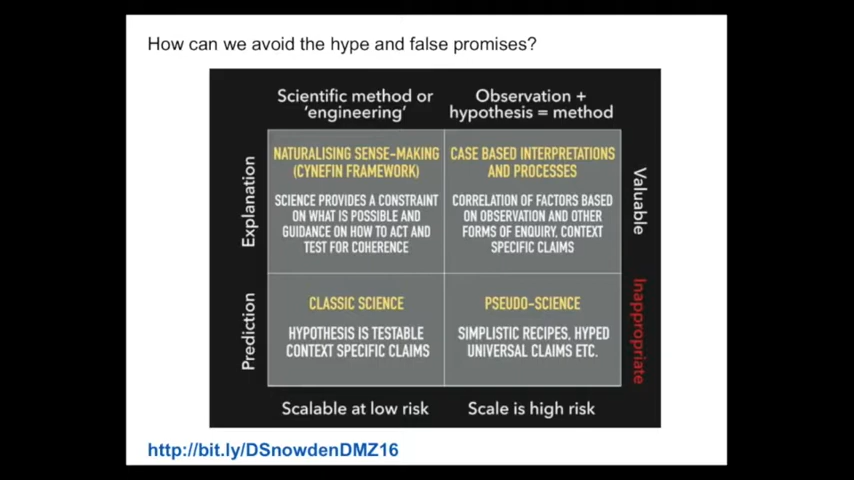 How can we avoid the hype and false promises?
Scientific method or
'engineering'
Observation +
hypothesis = method
Explanation
NATURALISING SENSE-MAKING
(CYNEFIN FRAMEWORK)
SCIENCE PROVIDES A CONSTRAINT
ON WHAT IS POSSIBLE AND
GUIDANCE ON HOW TO ACT AND
TEST FOR COHERENCE
CASE BASED INTERPRETATIONS
AND PROCESSES
CORRELATION OF FACTORS BASED
ON OBSERVATION AND OTHER
FORMS OF ENQUIRY, CONTEXT
SPECIFIC CLAIMS
Valuable
Prediction
CLASSIC SCIENCE
HYPOTHESIS IS TESTABLE
CONTEXT SPECIFIC CLAIMS
PSEUDO-SCIENCE
SIMPLISTIC RECIPES, HYPED
UNIVERSAL CLAIMS ETC.
Inappropriate
Scalable at low risk
Scale is high risk
http://bit.ly/DSnowdenDMZ16